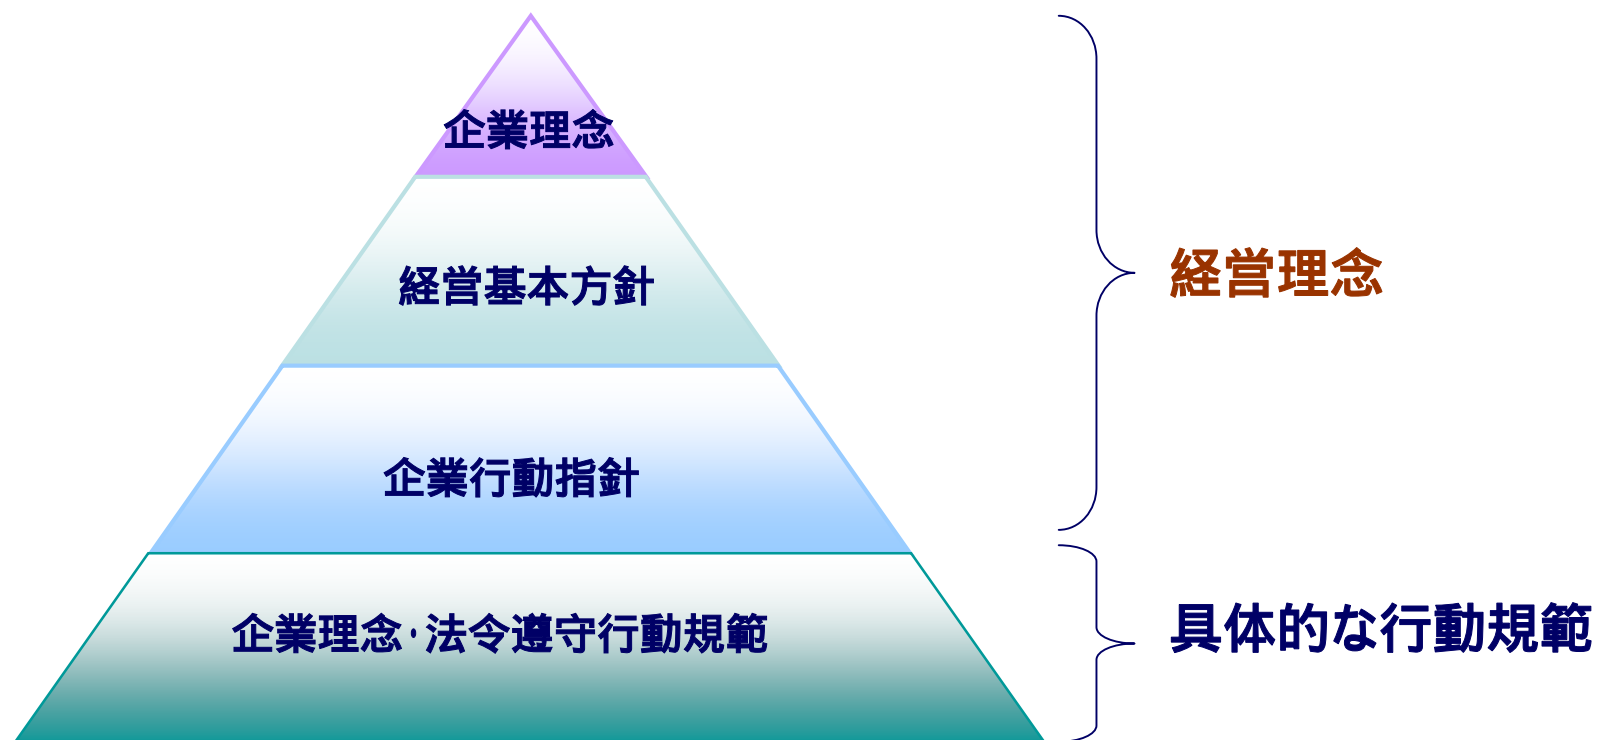 企業理念
経営基本方針
経営理念
企業行動指針
企業理念・法令遵守行動規範
具体的な行動規範